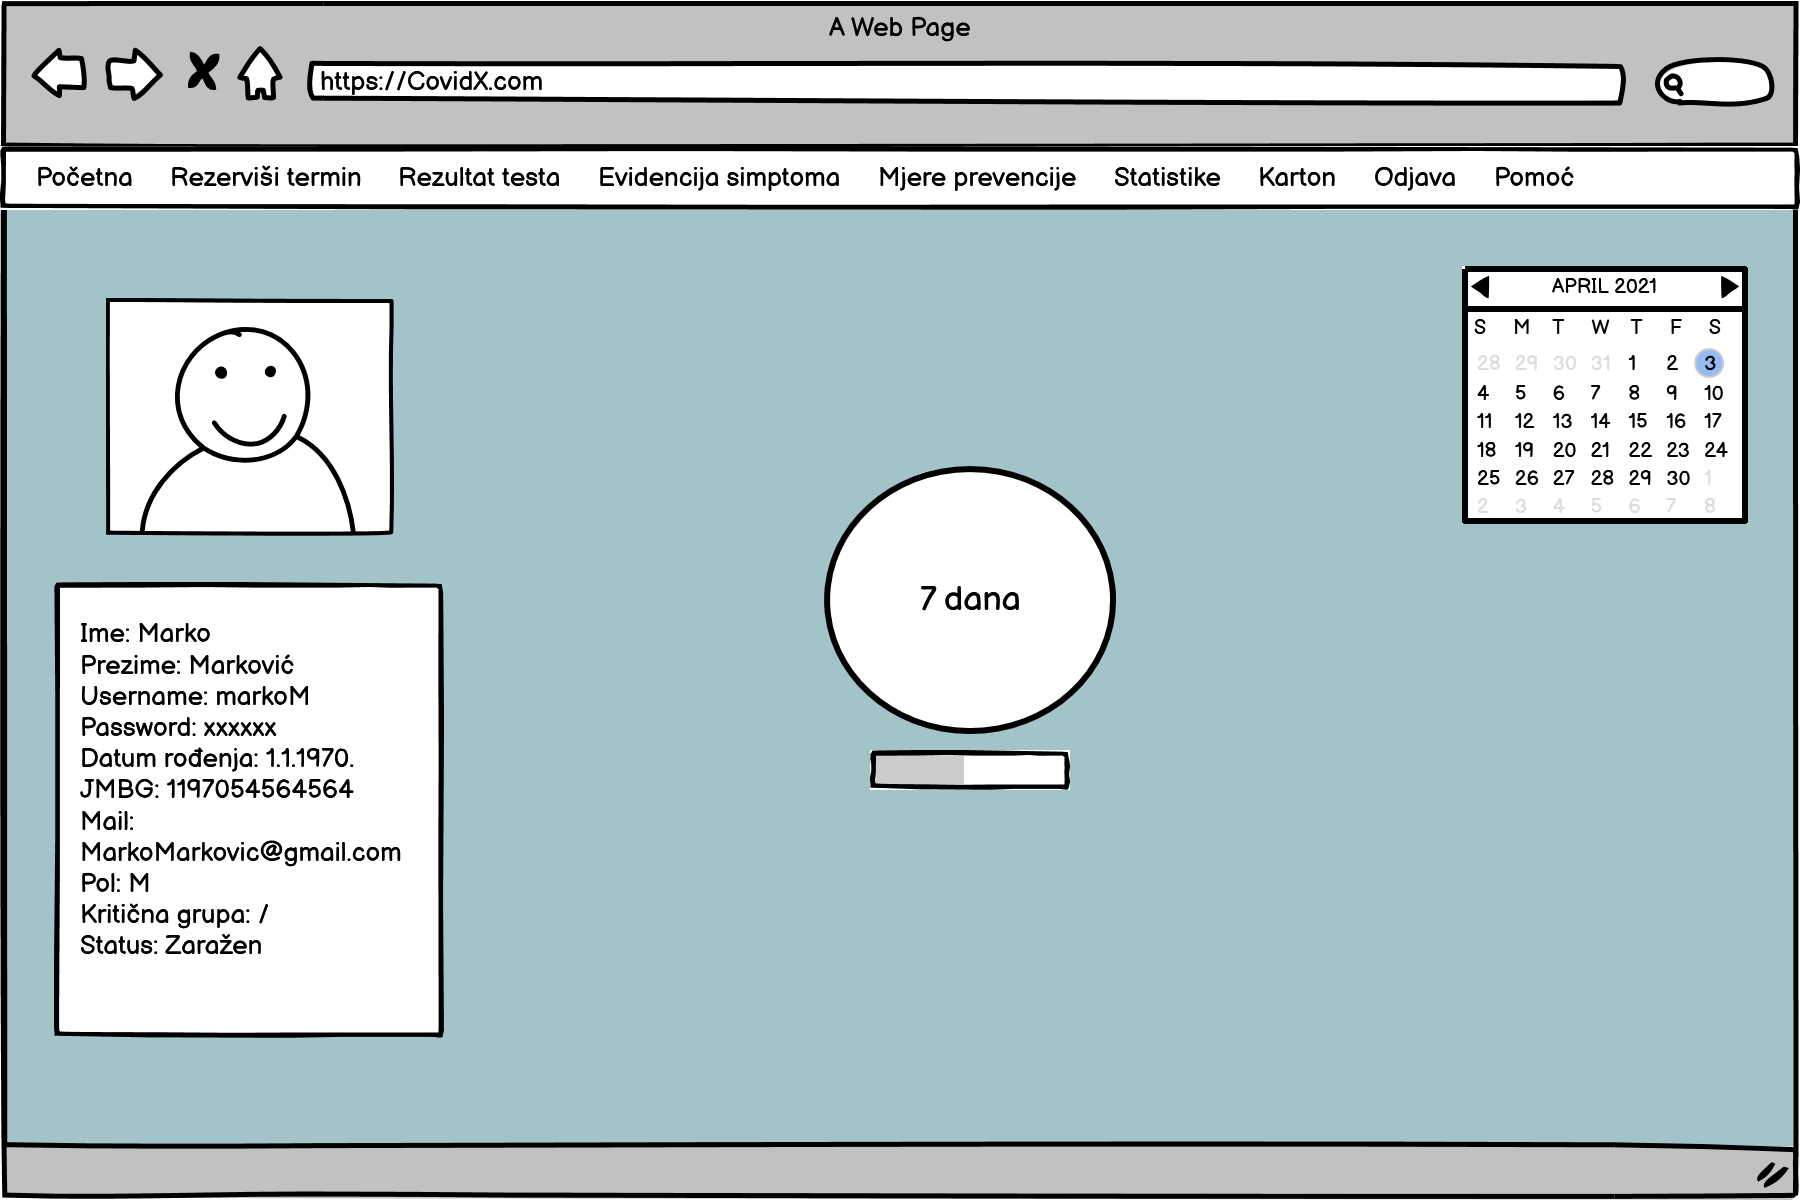 A Web Page
https://CovidX.com
Početna Rezerviši termin Rezultat testa Evidencija simptoma Mjere prevencije Statistike Karton Odjava Pomoć
APRIL 2021
S M T W T F S
28 29 30 31 1 2 3
4 5 6 7 8 9 10
11 12 13 14 15 16 17
18 19 20 21 22 23 24
25 26 27 28 29 30 1
2 3 4 5 6 7 8
7 dana
Ime: Marko
Prezime: Marković
Username: markoM
Password: xxxxxx
Datum rođenja: 1.1.1970.
JMBG: 1197054564564
Mail:
MarkoMarkovic@gmail.com
Pol: M
Kritična grupa: /
Status: Zaražen